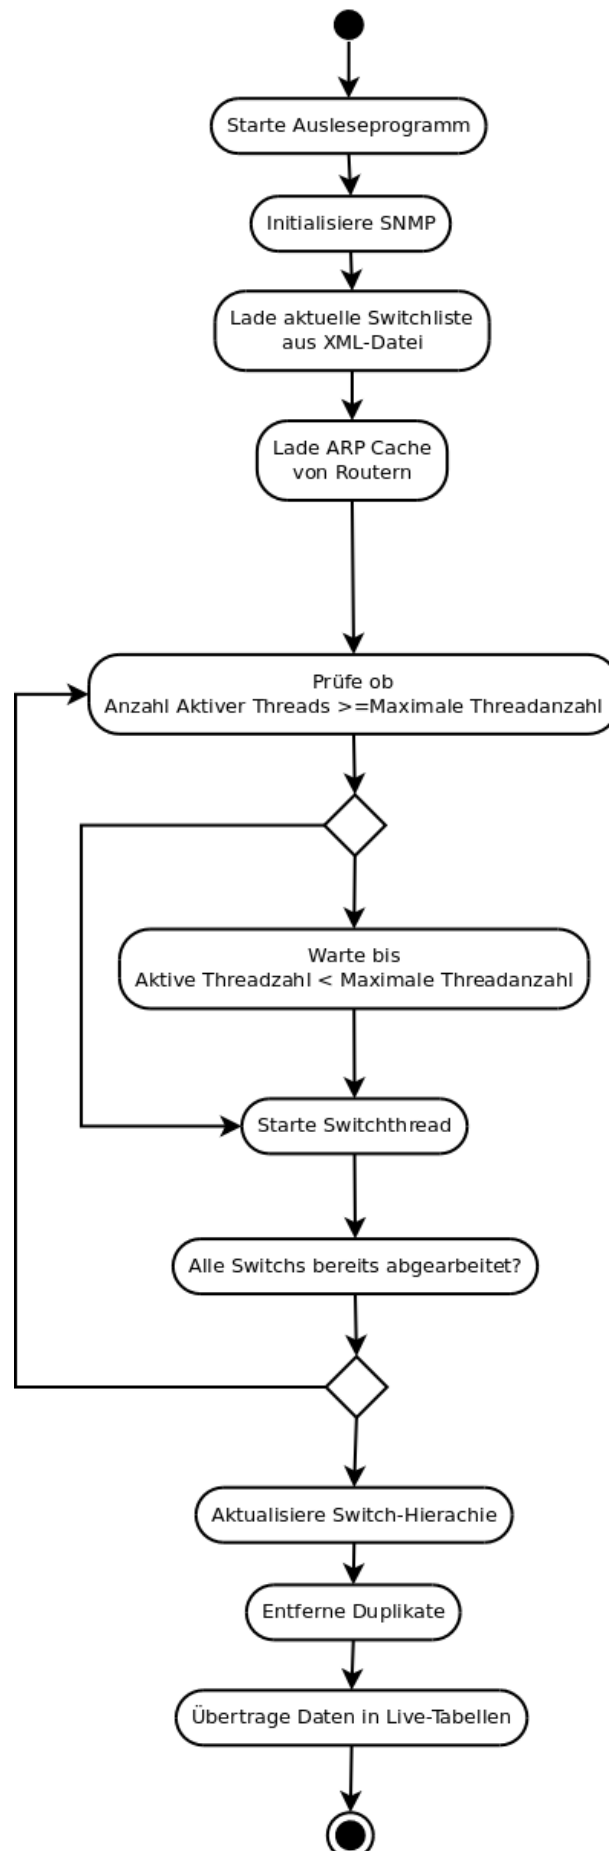 Starte Ausleseprogramm
Initialisiere SNMP
Lade aktuelle Switchliste
aus XML-Datei
Lade ARP Cache
von Routern
Prüfe ob
Anzahl Aktiver Threads >=Maximale Threadanzahl
Warte bis
Aktive Threadzahl < Maximale Threadanzahl
Starte Switchthread
Alle Switchs bereits abgearbeitet?
Aktualisiere Switch-Hierachie
Entferne Duplikate
Übertrage Daten in Live-Tabellen